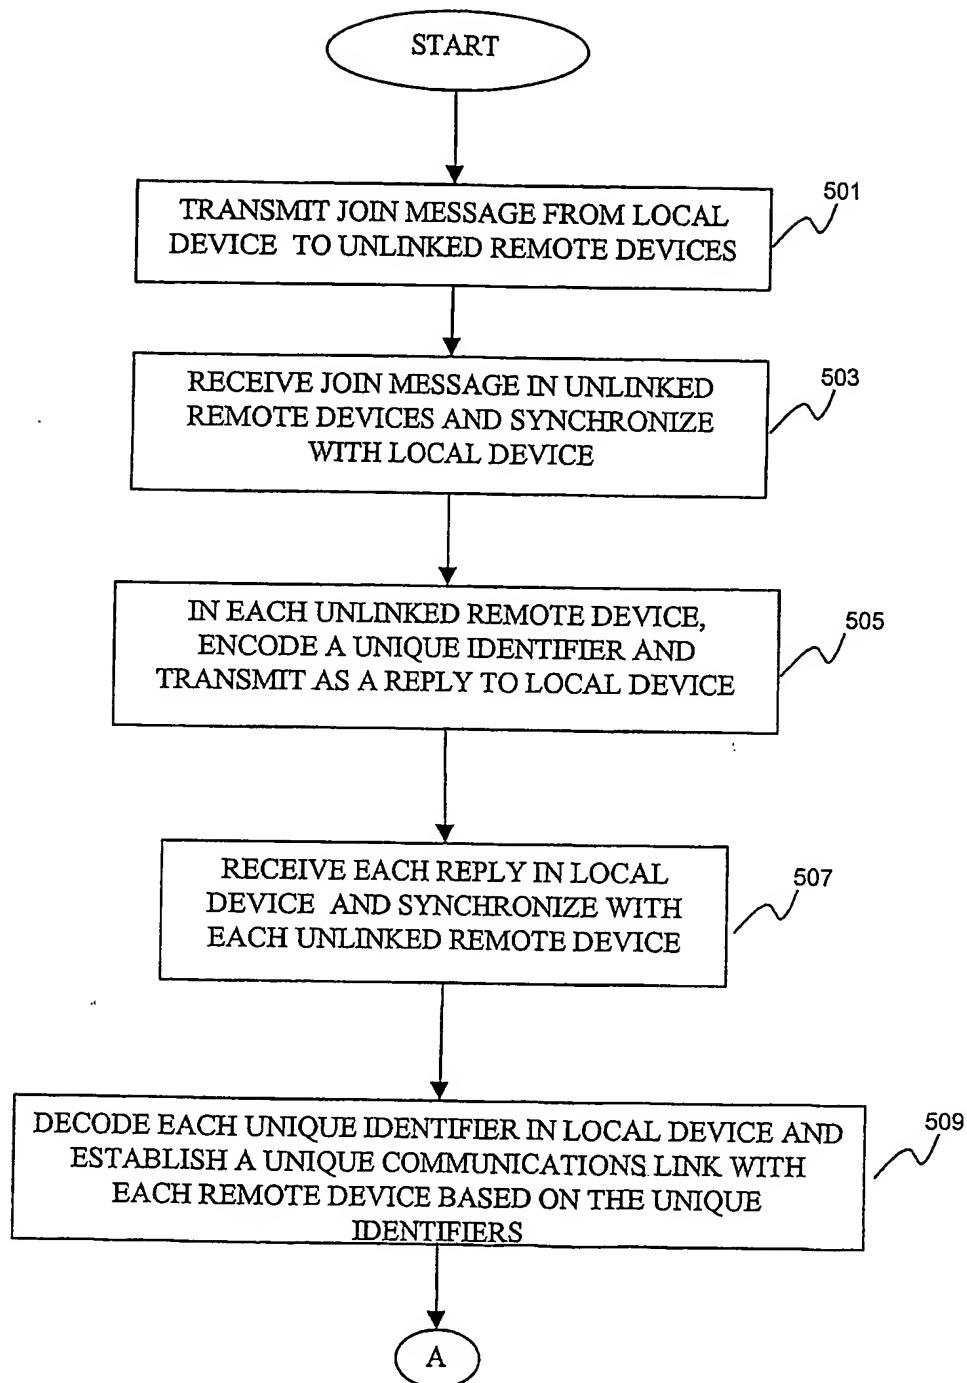 START
TRANSMIT JOIN MESSAGE FROM LOCAL
DEVICE TO UNLINKED REMOTE DEVICES
501
RECEIVE JOIN MESSAGE IN UNLINKED
REMOTE DEVICES AND SYNCHRONIZE
WITH LOCAL DEVICE
503
IN EACH UNLINKED REMOTE DEVICE,
ENCODE A UNIQUE IDENTIFIER AND
TRANSMIT AS A REPLY TO LOCAL DEVICE
505
RECEIVE EACH REPLY IN LOCAL
DEVICE AND SYNCHRONIZE WITH
EACH UNLINKED REMOTE DEVICE
507
DECODE EACH UNIQUE IDENTIFIER IN LOCAL DEVICE AND
ESTABLISH A UNIQUE COMMUNICATIONS LINK WITH
EACH REMOTE DEVICE BASED ON THE UNIQUE
IDENTIFIERS
509
A